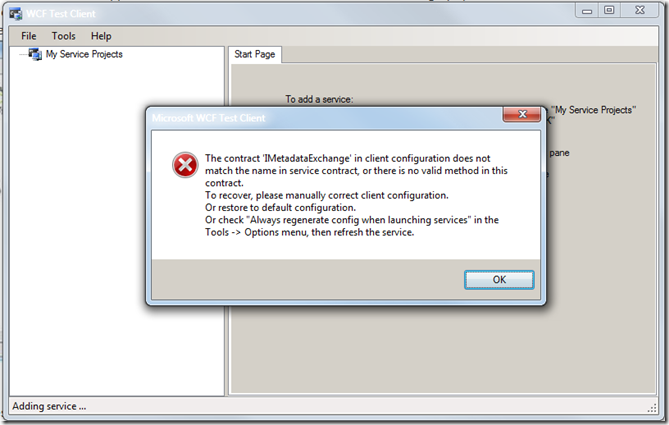 WCF Test Client
File Tools Help
My Service Projects
Start Page
To add a service:
"My Service Projects"
pane
Microsoft WCF Test Client
The contract 'IMetadataExchange' in client configuration does not
match the name in service contract, or there is no valid method in this
contract.
To recover, please manually correct client configuration.
Or restore to default configuration.
Or check "Always regenerate config when launching services" in the
Tools -> Options menu, then refresh the service.
OK
Adding service ...